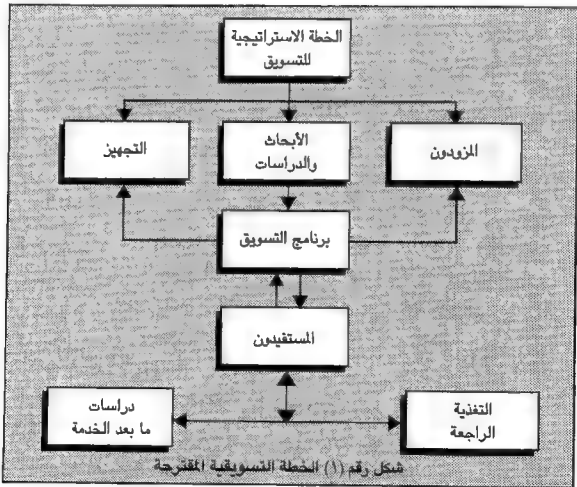 الخطة الاستراتيجية
للتسويق
المزودون
الأبحاث
والدراسات
التجهيز
برنامج التسويق
المستفيدون
التغذية
الراجعة
دراسات
ما بعد الخدمة
شكل رقم (١) الخطة التسويقية المقترحة